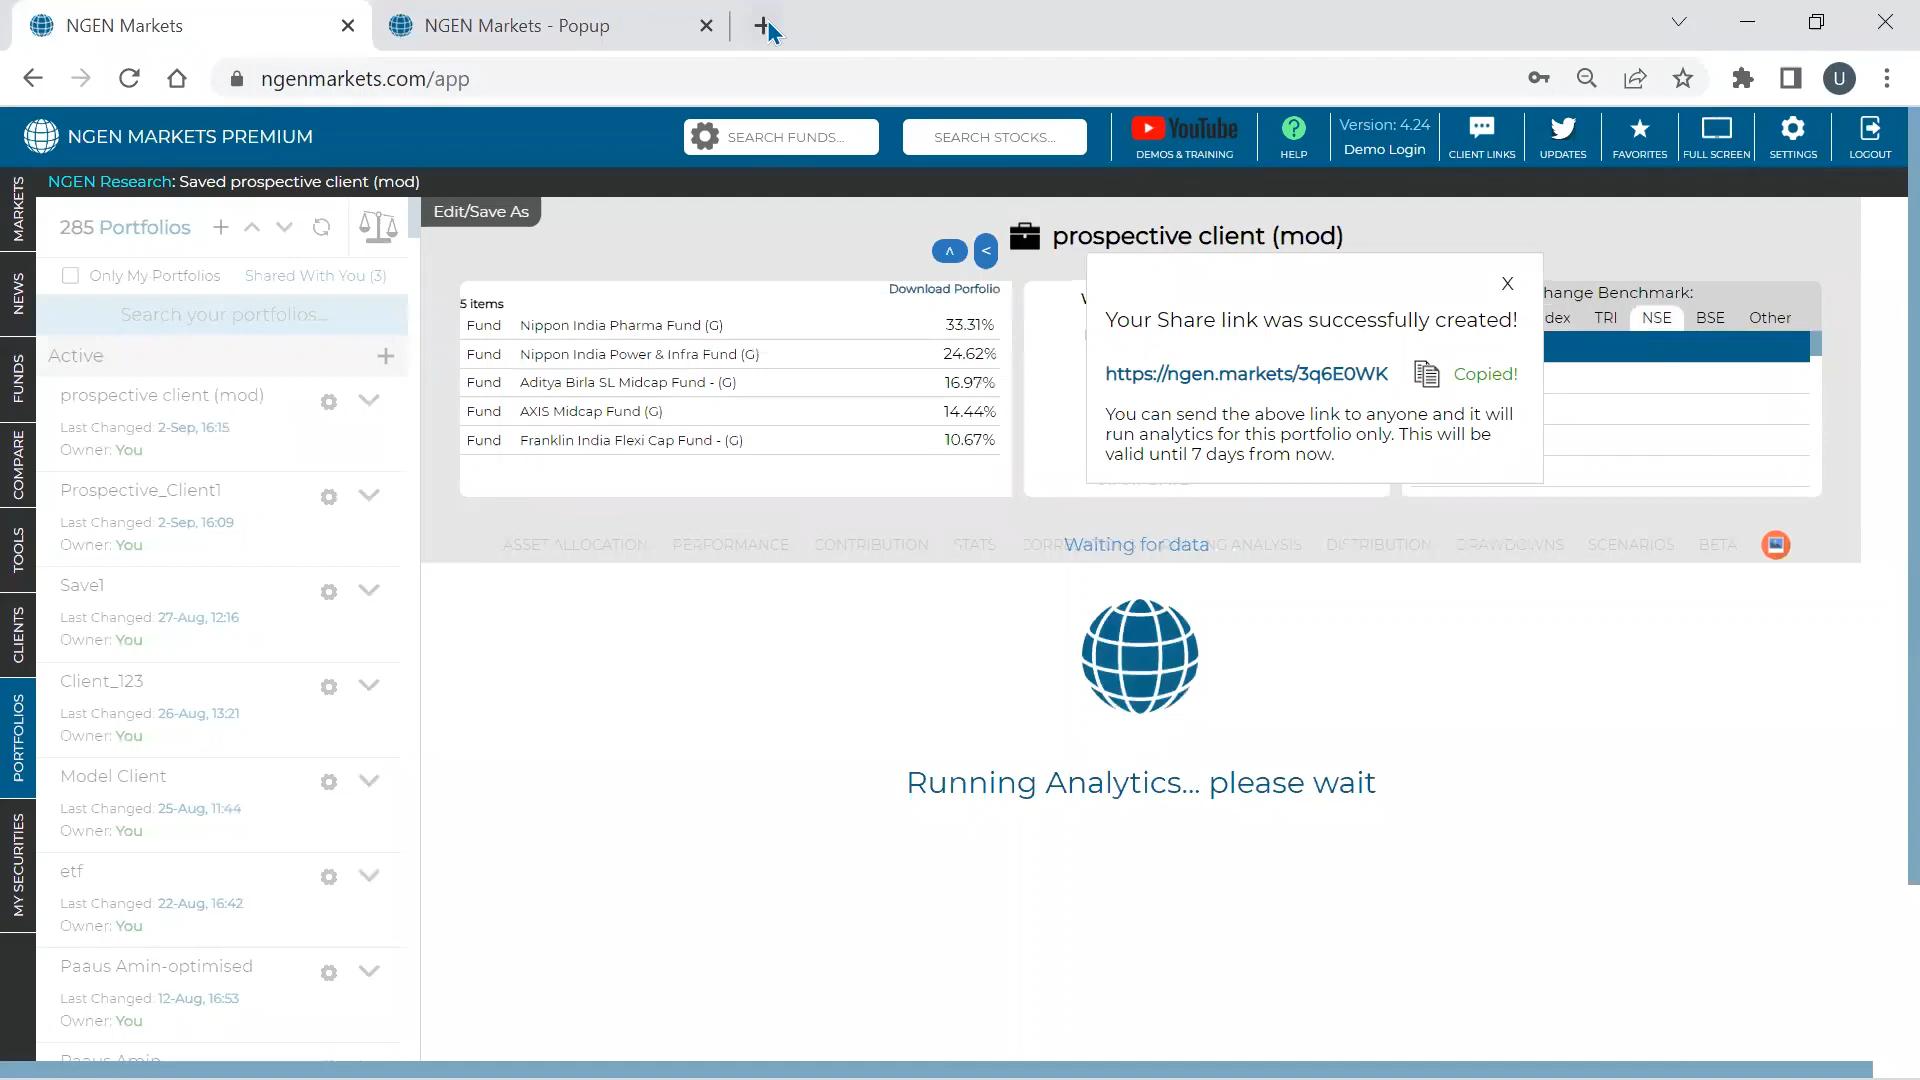 NGEN Markets
NGEN Markets - Popup
ngenmarkets.com/app
U
NGEN MARKETS PREMIUM
SEARCH FUNDS...
SEARCH STOCKS...
YouTube
DEMOS & TRAINING
HELP
Version: 4.24
Demo Login
CLIENT LINKS
UPDATES
FAVORITES
FULL SCREEN
SETTINGS
LOGOUT
NGEN Research: Saved prospective client (mod)
MARKETS
NEWS
FUNDS
COMPARE
TOOLS
CLIENTS
PORTFOLIOS
MY SECURITIES
285 Portfolios
Only My Portfolios
Shared With You (3)
Search your portfolios...
Active
prospective client (mod)
Last Changed: 2-Sep, 16:15
Owner: You
Prospective_Client1
Last Changed: 2-Sep, 16:09
Owner: You
Save1
Last Changed: 27-Aug, 12:16
Owner: You
Client_123
Last Changed: 26-Aug, 13:21
Owner: You
Model Client
Last Changed: 25-Aug, 11:44
Owner: You
etf
Last Changed: 22-Aug, 16:42
Owner: You
Paaus Amin-optimised
Last Changed: 12-Aug, 16:53
Owner: You
Paaus Amin
Edit/Save As
prospective client (mod)
Download Porfolio
5 items
Fund Nippon India Pharma Fund (G) 33.31%
Fund Nippon India Power & Infra Fund (G) 24.62%
Fund Aditya Birla SL Midcap Fund - (G) 16.97%
Fund AXIS Midcap Fund (G) 14.44%
Fund Franklin India Flexi Cap Fund - (G) 10.67%
X
Your Share link was successfully created!
https://ngen.markets/3q6E0WK
Copied!
You can send the above link to anyone and it will
run analytics for this portfolio only. This will be
valid until 7 days from now.
hange Benchmark:
dex TRI NSE BSE Other
ASSET ALLOCATION PERFORMANCE CONTRIBUTION STATS Waiting for data NG ANALYSIS DISTRIBUTION DRAWDOWNS SCENARIOS BETA
Running Analytics... please wait